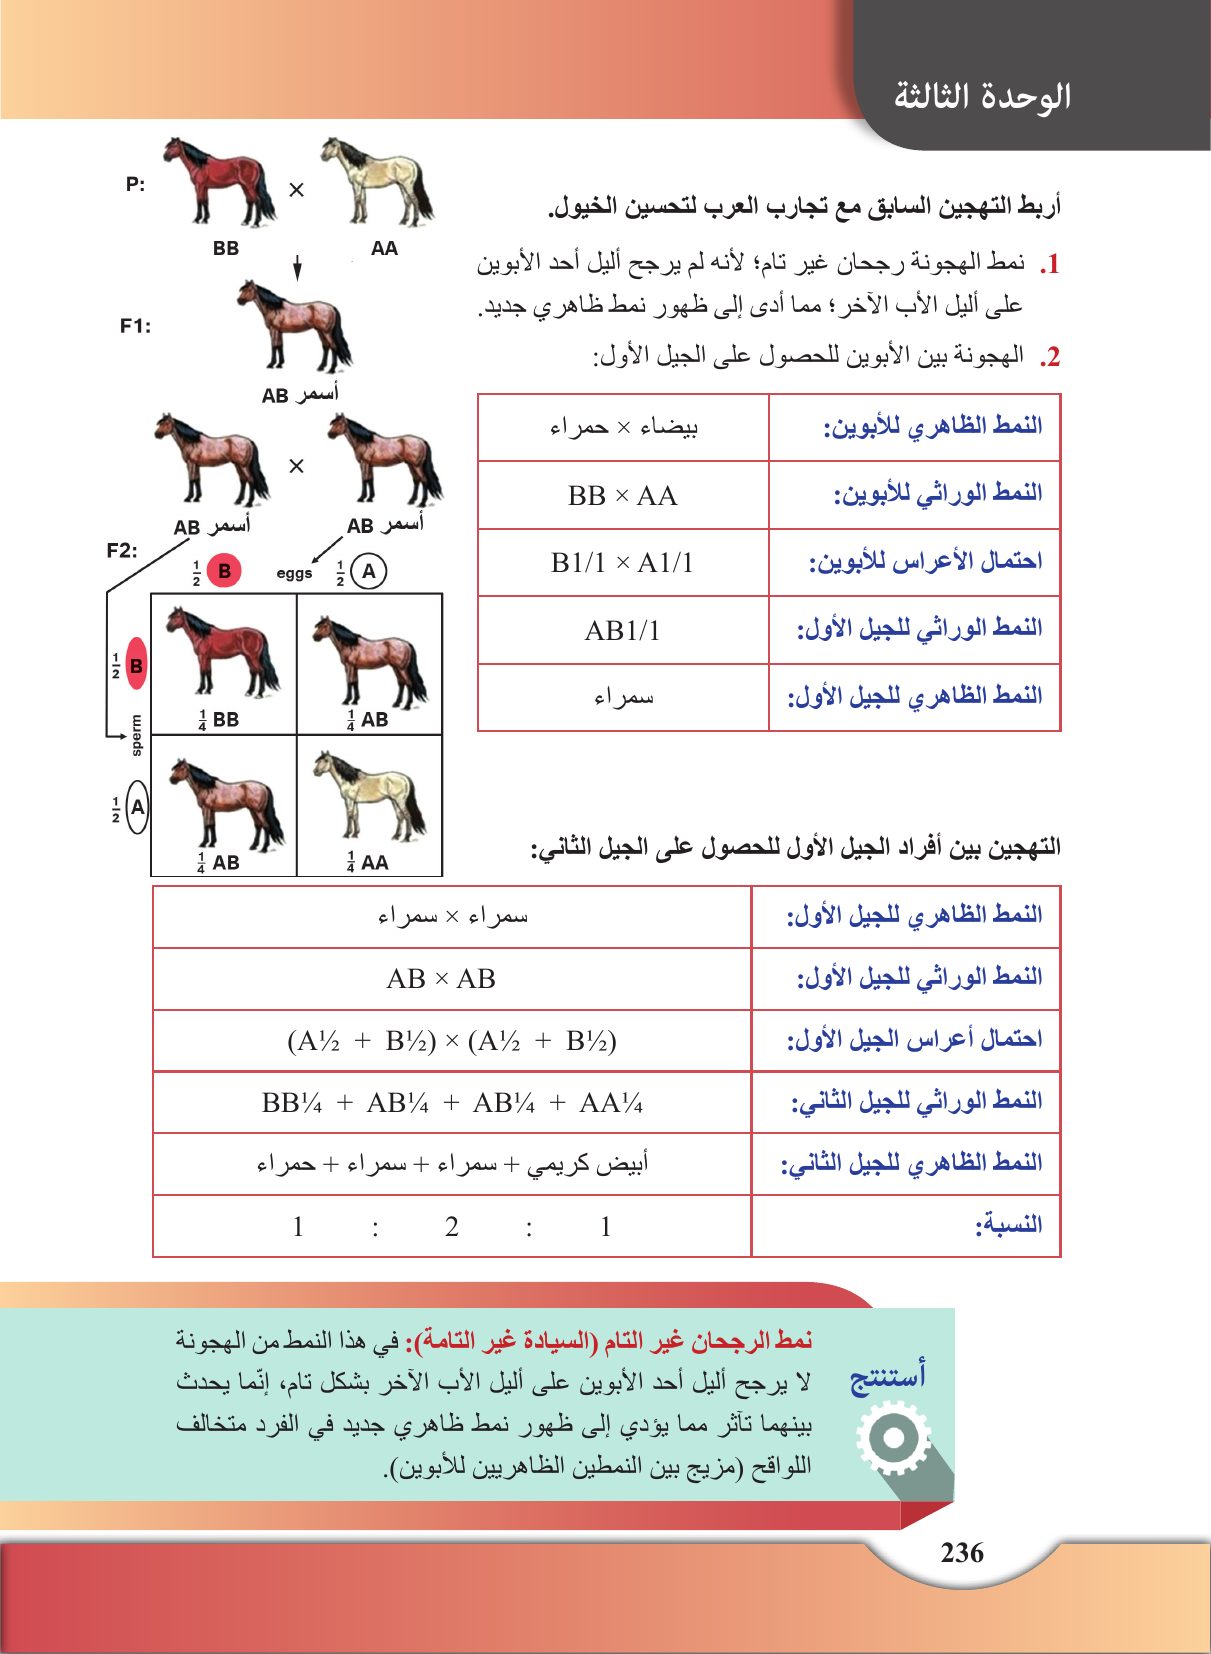 الوحدة الثالثة
أربط التهجين السابق مع تجارب العرب لتحسين الخيول.
1. نمط الهجونة رجحان غير تام؛ لأنه لم يرجح أليل أحد الأبوين
على أليل الأب الآخر؛ مما أدى إلى ظهور نمط ظاهري جديد.
2. الهجونة بين الأبوين للحصول على الجيل الأول:
النمط الظاهري للأبوين: بيضاء × حمراء
النمط الوراثي للأبوين: BB × AA
احتمال الأعراس للأبوين: B1/1 × A1/1
النمط الوراثي للجيل الأول: AB1/1
النمط الظاهري للجيل الأول: سمراء
P:
×
BB
AA
F1:
أسمر AB
×
أسمر AB
أسمر AB
F2:
½ B eggs ½ A
½ B
sperm
½ A
¼ BB
¼ AB
¼ AB
¼ AA
التهجين بين أفراد الجيل الأول للحصول على الجيل الثاني:
النمط الظاهري للجيل الأول: سمراء × سمراء
النمط الوراثي للجيل الأول: AB × AB
احتمال أعراس الجيل الأول: (A½ + B½) × (A½ + B½)
النمط الوراثي للجيل الثاني: BB¼ + AB¼ + AB¼ + AA¼
النمط الظاهري للجيل الثاني: أبيض كريمي + سمراء + سمراء + حمراء
النسبة: 1 : 2 : 1
أستنتج
نمط الرجحان غير التام (السيادة غير التامة): في هذا النمط من الهجونة
لا يرجح أليل أحد الأبوين على أليل الأب الآخر بشكل تام، إنّما يحدث
بينهما تآثر مما يؤدي إلى ظهور نمط ظاهري جديد في الفرد متخالف
اللواقح (مزيج بين النمطين الظاهريين للأبوين).
236